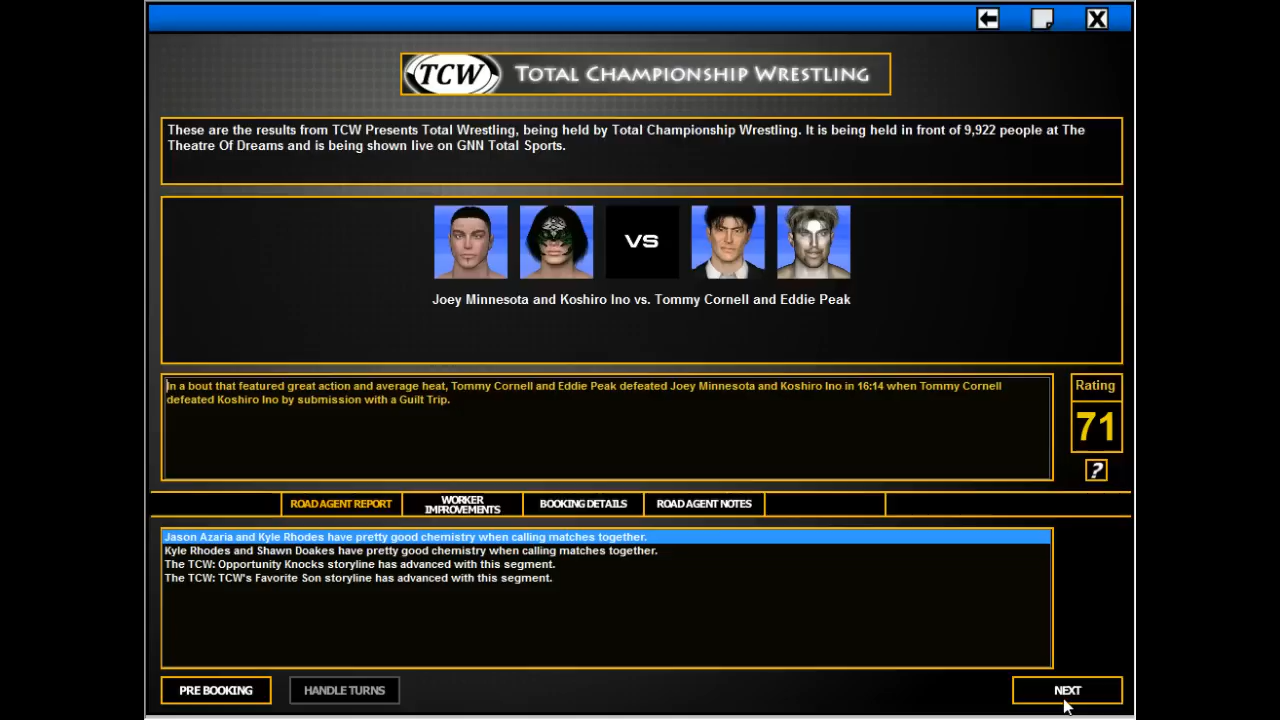 TCW TOTAL CHAMPIONSHIP WRESTLING
These are the results from TCW Presents Total Wrestling, being held by Total Championship Wrestling. It is being held in front of 9,922 people at The
Theatre Of Dreams and is being shown live on GNN Total Sports.
VS
Joey Minnesota and Koshiro Ino vs. Tommy Cornell and Eddie Peak
In a bout that featured great action and average heat, Tommy Cornell and Eddie Peak defeated Joey Minnesota and Koshiro Ino in 16:14 when Tommy Cornell
defeated Koshiro Ino by submission with a Guilt Trip.
Rating
71
?
ROAD AGENT REPORT
WORKER
IMPROVEMENTS
BOOKING DETAILS
ROAD AGENT NOTES
Jason Azaria and Kyle Rhodes have pretty good chemistry when calling matches together.
Kyle Rhodes and Shawn Doakes have pretty good chemistry when calling matches together.
The TCW: Opportunity Knocks storyline has advanced with this segment.
The TCW: TCW's Favorite Son storyline has advanced with this segment.
PRE BOOKING
HANDLE TURNS
NEXT